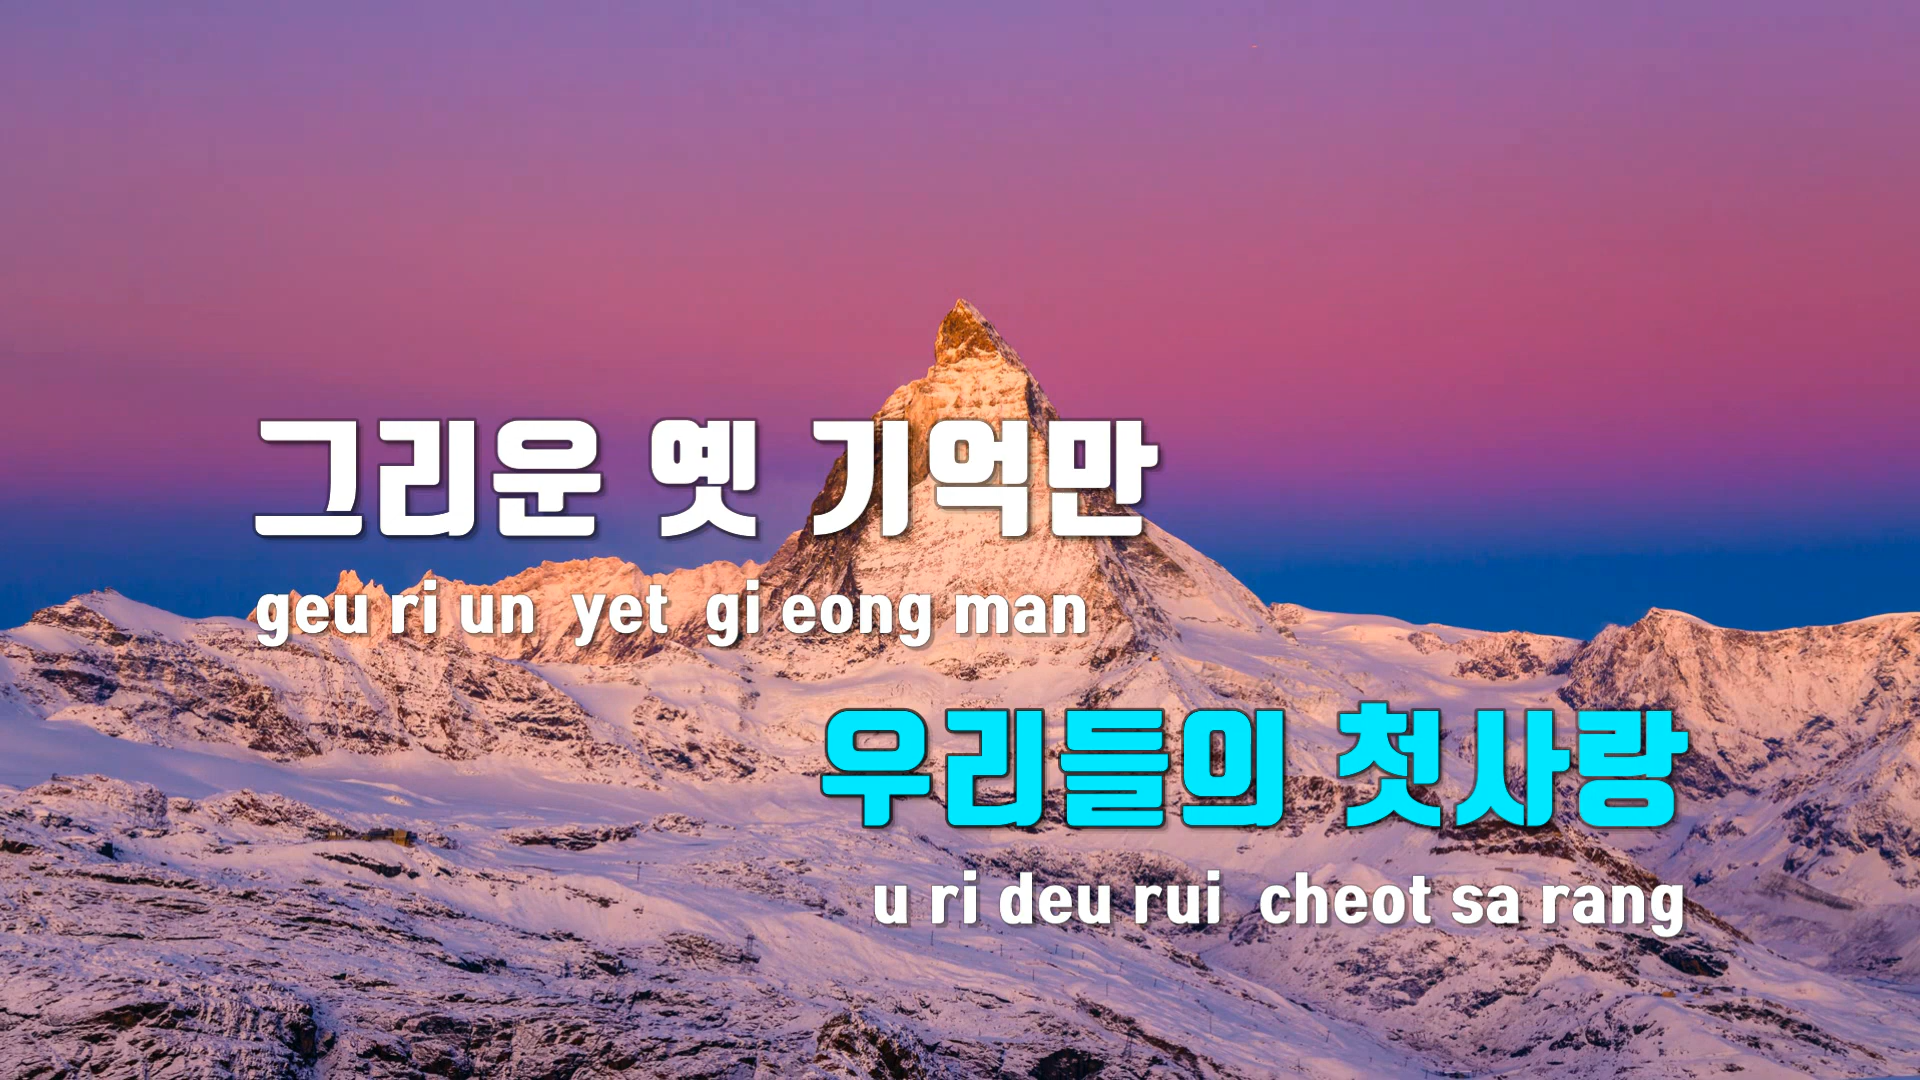 그리운 옛 기억만
geu ri un yet gi eong man
우리들의 첫사랑
u ri deu rui cheot sa rang